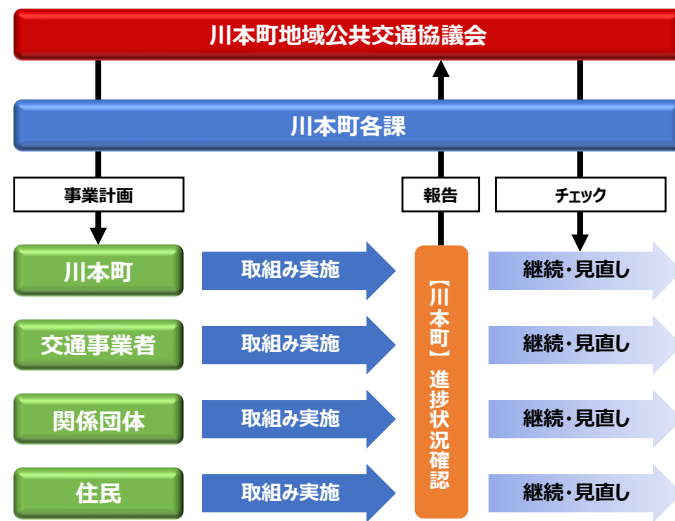 川本町地域公共交通協議会
川本町各課
事業計画
報告
チェック
川本町
取組み実施
継続・見直し
交通事業者
取組み実施
継続・見直し
関係団体
取組み実施
継続・見直し
住民
取組み実施
継続・見直し
【川本町】進捗状況確認